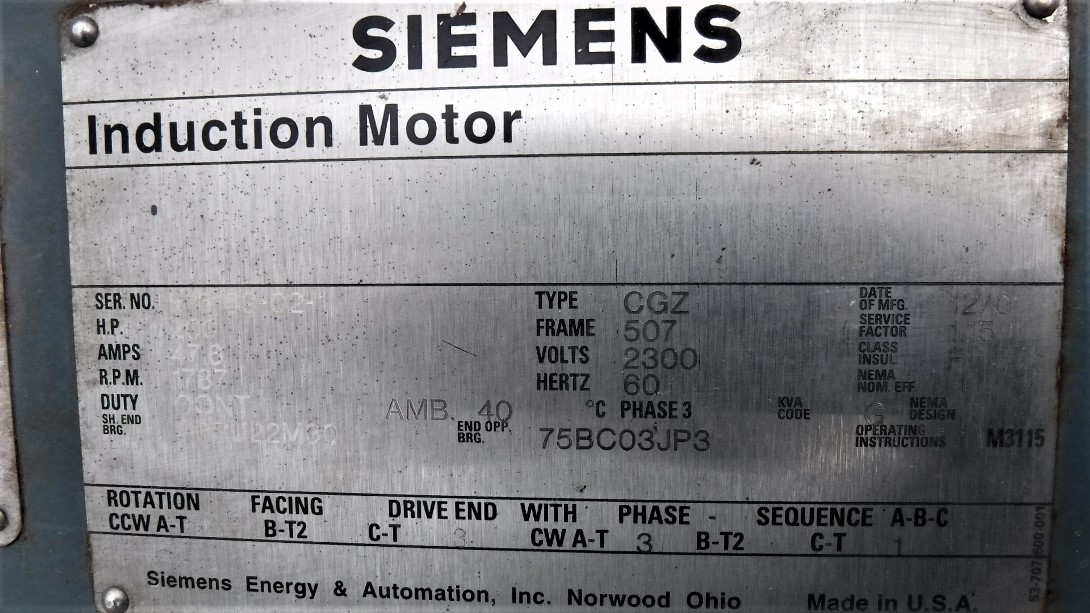 SIEMENS
Induction Motor
SER. NO. TYPE CGZ DATE OF MFG.
H.P. FRAME 507 SERVICE FACTOR
AMPS VOLTS 2300 CLASS INSUL.
R.P.M. HERTZ 60 NEMA NOM. EFF
DUTY CONT. AMB. 40 °C PHASE 3 KVA CODE G NEMA DESIGN
SH. END BRG. END OPP. BRG. 75BC03JP3 OPERATING INSTRUCTIONS M3115
ROTATION FACING DRIVE END WITH PHASE - SEQUENCE A-B-C
CCW A-T B-T2 C-T 3 CW A-T 3 B-T2 C-T 1
Siemens Energy & Automation, Inc. Norwood Ohio Made in U.S.A.